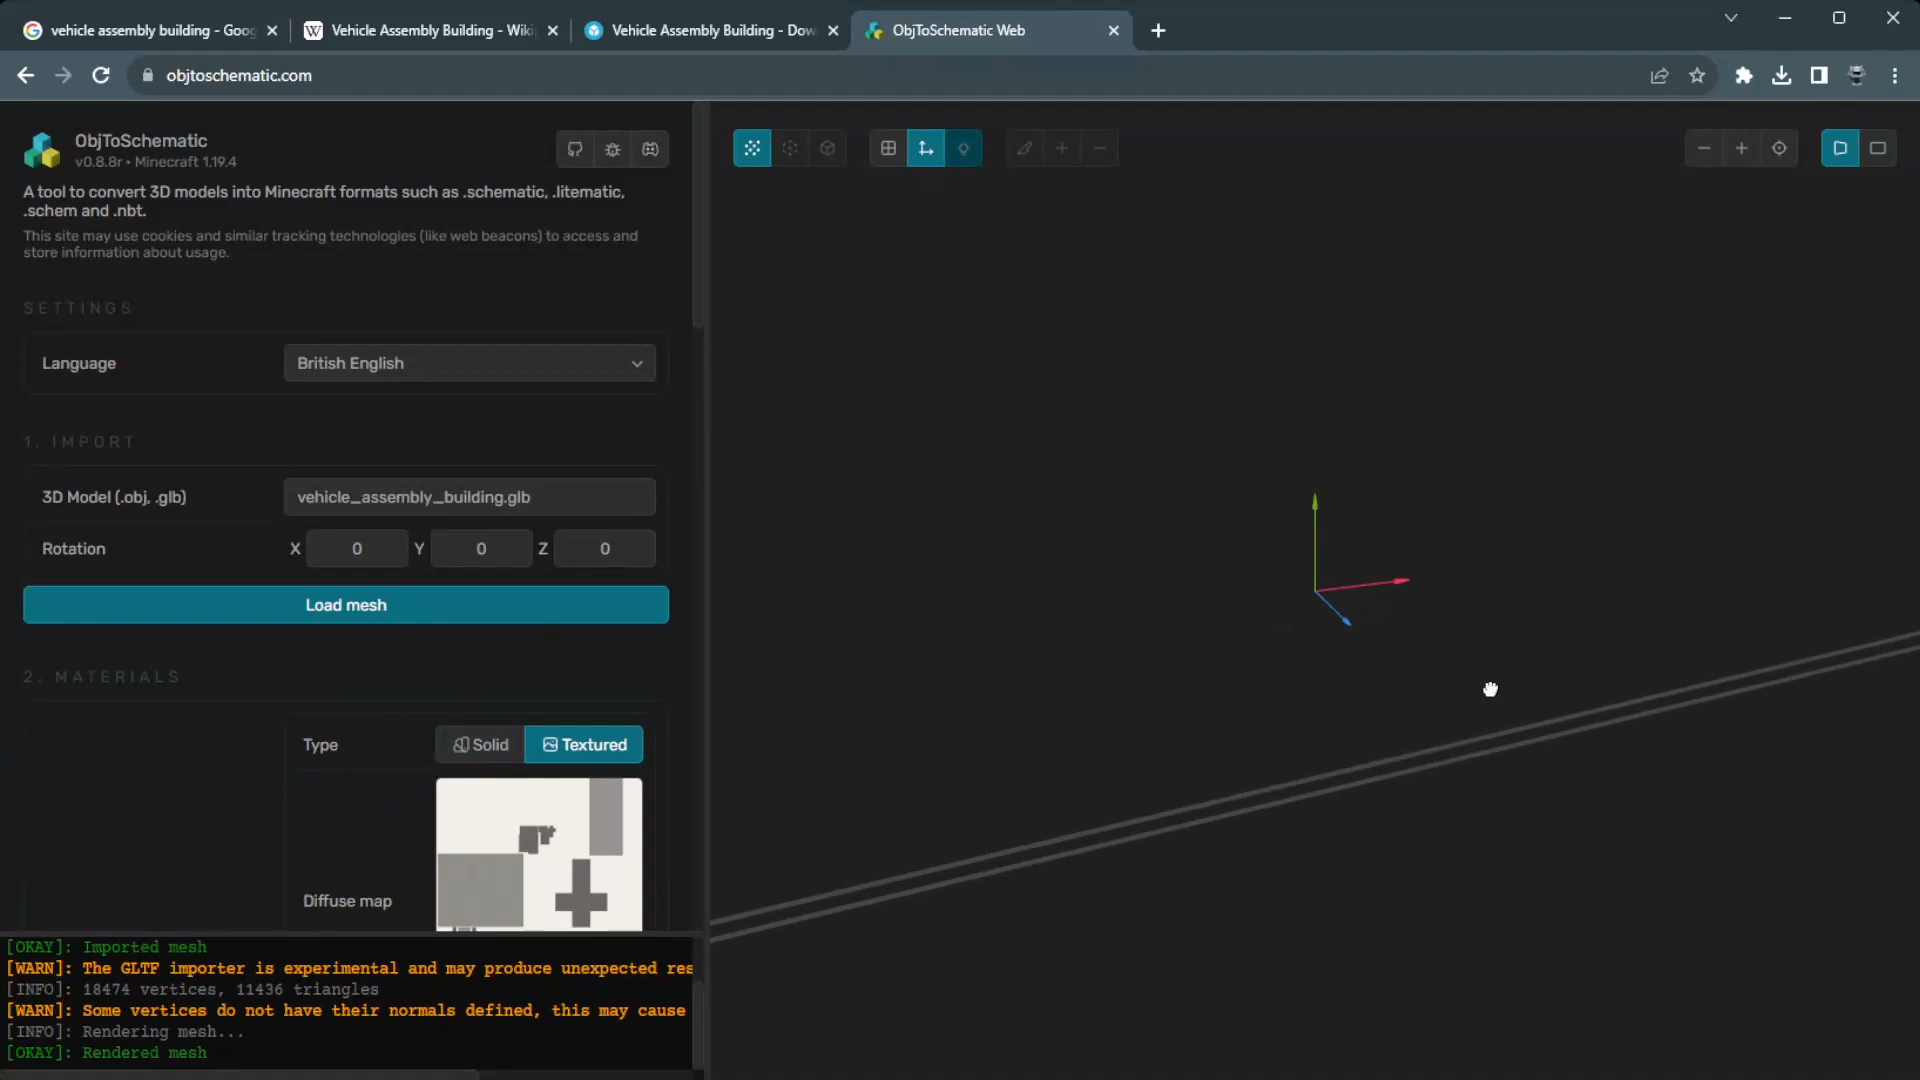 vehicle assembly building - Goog
Vehicle Assembly Building - Wiki
Vehicle Assembly Building - Dow
ObjToSchematic Web
objtoschematic.com
ObjToSchematic
v0.8.8r • Minecraft 1.19.4
A tool to convert 3D models into Minecraft formats such as .schematic, .litematic,
.schem and .nbt.
This site may use cookies and similar tracking technologies (like web beacons) to access and
store information about usage.
SETTINGS
Language
British English
1. IMPORT
3D Model (.obj, .glb)
vehicle_assembly_building.glb
Rotation X 0 Y 0 Z 0
Load mesh
2. MATERIALS
Type
Solid
Textured
Diffuse map
[OKAY]: Imported mesh
[WARN]: The GLTF importer is experimental and may produce unexpected res
[INFO]: 18474 vertices, 11436 triangles
[WARN]: Some vertices do not have their normals defined, this may cause
[INFO]: Rendering mesh...
[OKAY]: Rendered mesh